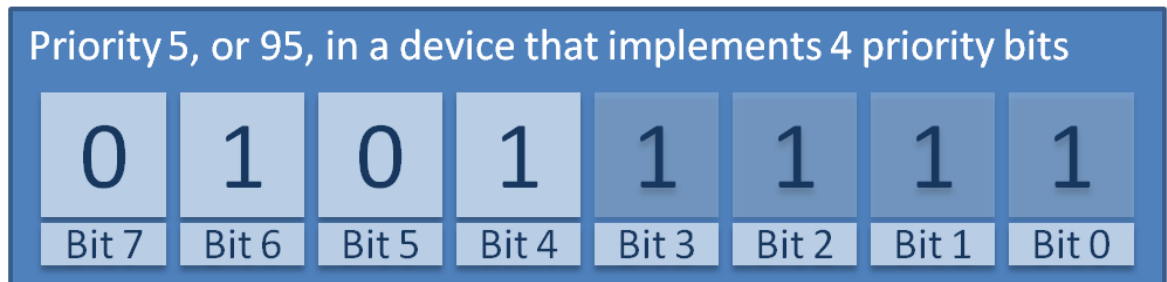 Priority 5, or 95, in a device that implements 4 priority bits
0 1 0 1 1 1 1 1
Bit 7 Bit 6 Bit 5 Bit 4 Bit 3 Bit 2 Bit 1 Bit 0